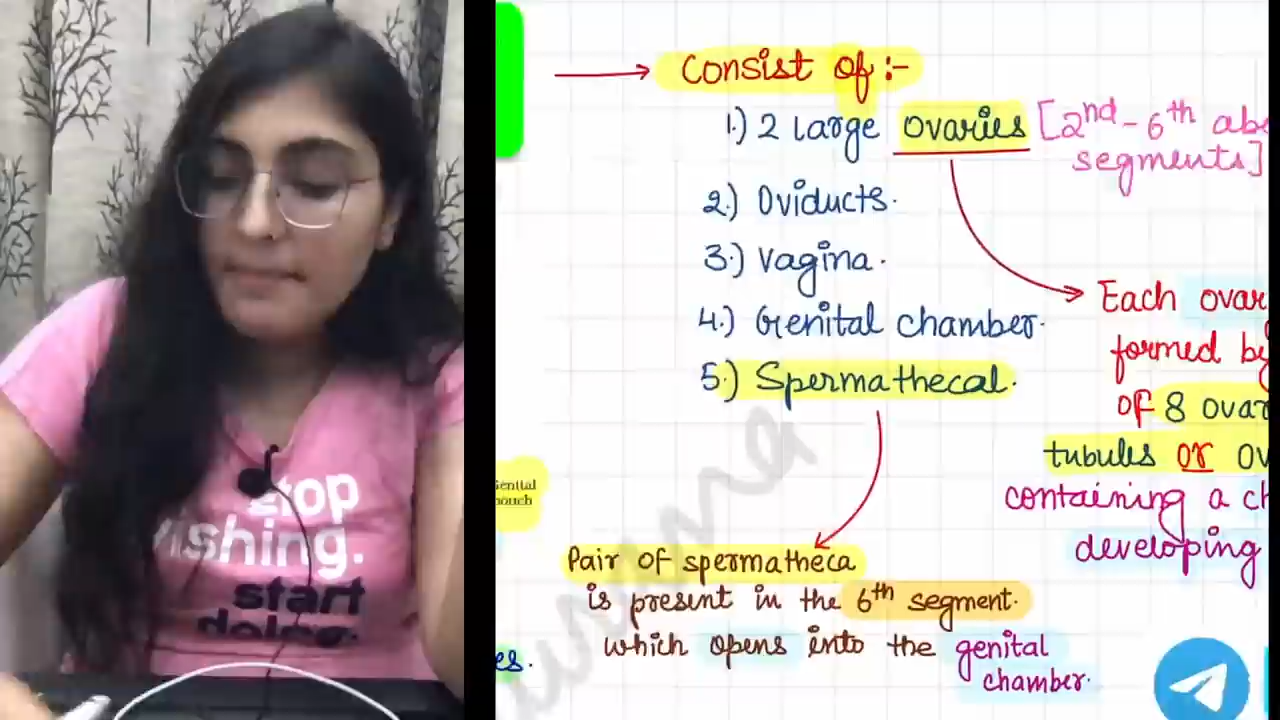 stop
wishing.
start
doing.
Consist of :-
1.) 2 large ovaries [2nd - 6th
segments]
2.) Oviducts.
3.) Vagina.
4.) Genital chamber.
5.) Spermathecal.
Each
formed
of 8
tubules or
containing a
developing
Genital
pouch
Pair of spermatheca
is present in the 6th segment.
which opens into the genital
chamber.